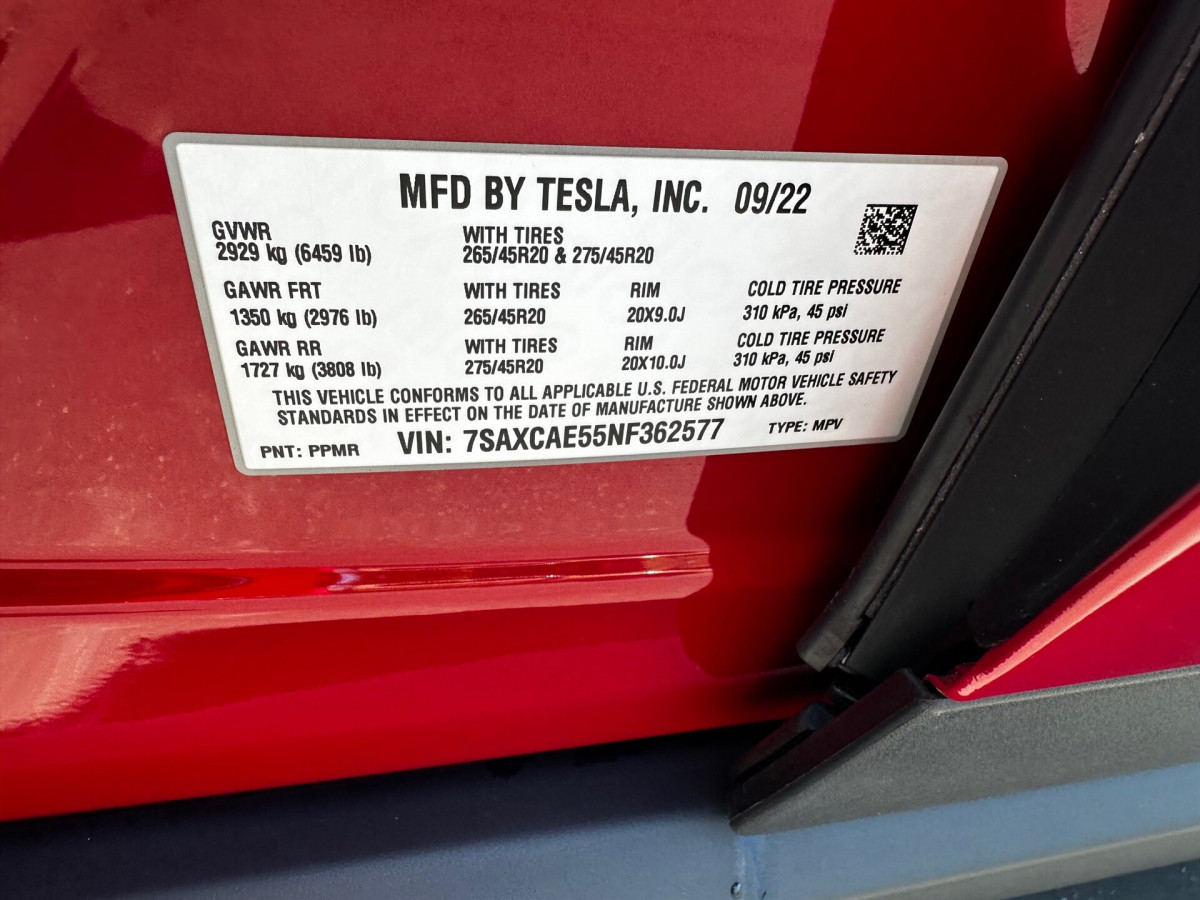 MFD BY TESLA, INC. 09/22
GVWR WITH TIRES
2929 kg (6459 lb) 265/45R20 & 275/45R20
GAWR FRT WITH TIRES RIM COLD TIRE PRESSURE
1350 kg (2976 lb) 265/45R20 20X9.0J 310 kPa, 45 psi
GAWR RR WITH TIRES RIM COLD TIRE PRESSURE
1727 kg (3808 lb) 275/45R20 20X10.0J 310 kPa, 45 psi
THIS VEHICLE CONFORMS TO ALL APPLICABLE U.S. FEDERAL MOTOR VEHICLE SAFETY
STANDARDS IN EFFECT ON THE DATE OF MANUFACTURE SHOWN ABOVE.
PNT: PPMR VIN: 7SAXCAE55NF362577 TYPE: MPV